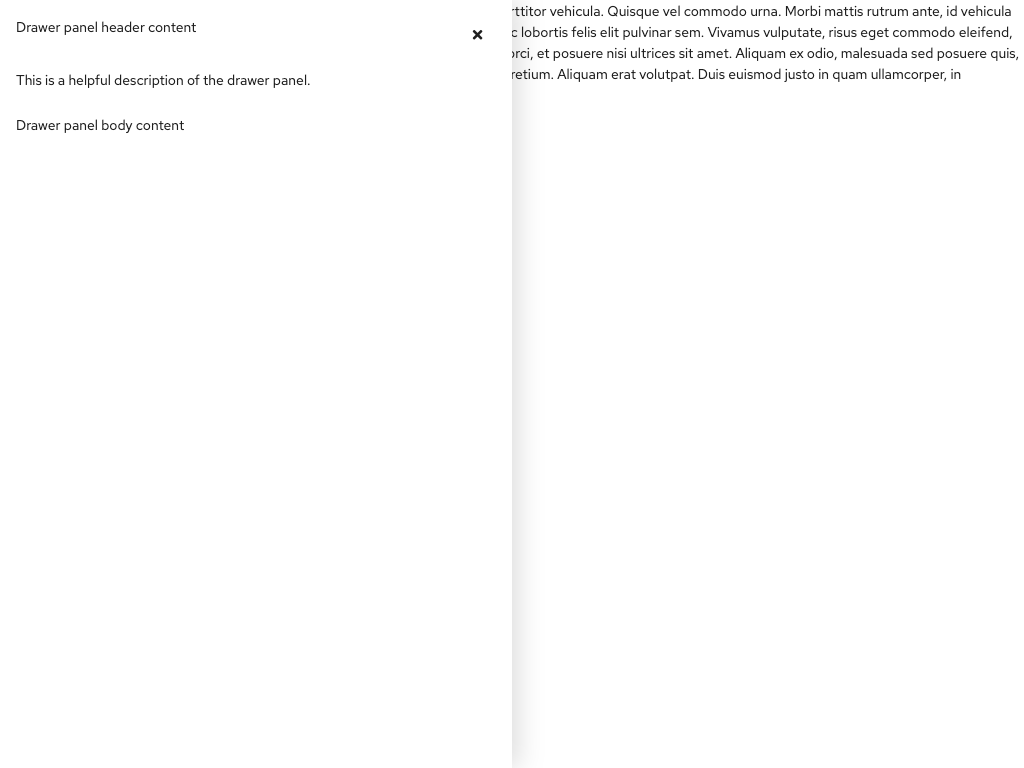 Drawer panel header content
This is a helpful description of the drawer panel.
Drawer panel body content
vehicula. Quisque vel commodo urna. Morbi mattis rutrum ante, id vehicula
lobortis felis elit pulvinar sem. Vivamus vulputate, risus eget commodo eleifend,
et posuere nisi ultrices sit amet. Aliquam ex odio, malesuada sed posuere quis,
Aliquam erat volutpat. Duis euismod justo in quam ullamcorper, in